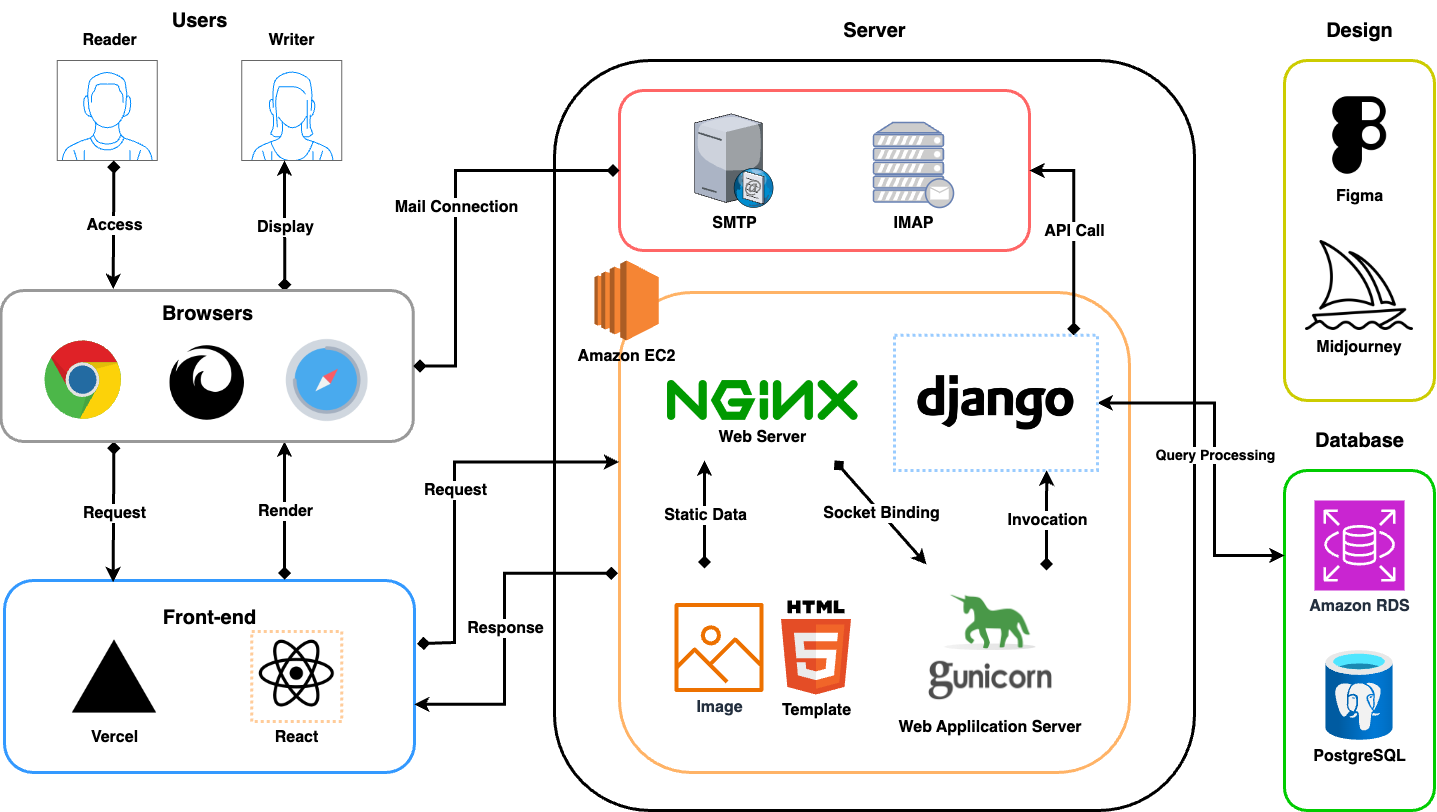 Users
Reader
Writer
Access
Display
Browsers
Request
Render
Front-end
Vercel
React
Mail Connection
Request
Response
Server
SMTP
IMAP
API Call
Amazon EC2
NGINX
Web Server
django
Static Data
Socket Binding
Invocation
Image
HTML
5
Template
gunicorn
Web Applilcation Server
Query Processing
Design
Figma
Midjourney
Database
Amazon RDS
PostgreSQL